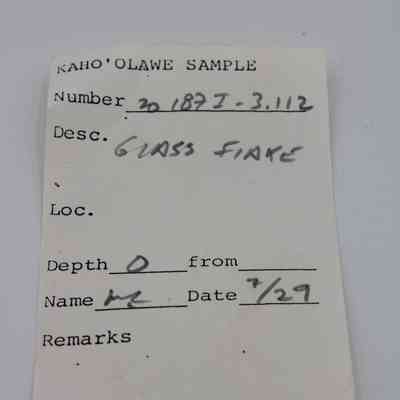 KAHO'OLAWE SAMPLE
Number 20 187 I - 3.112
Desc. GLASS FLAKE
Loc.
Depth 0 from
Name Date 7/29
Remarks